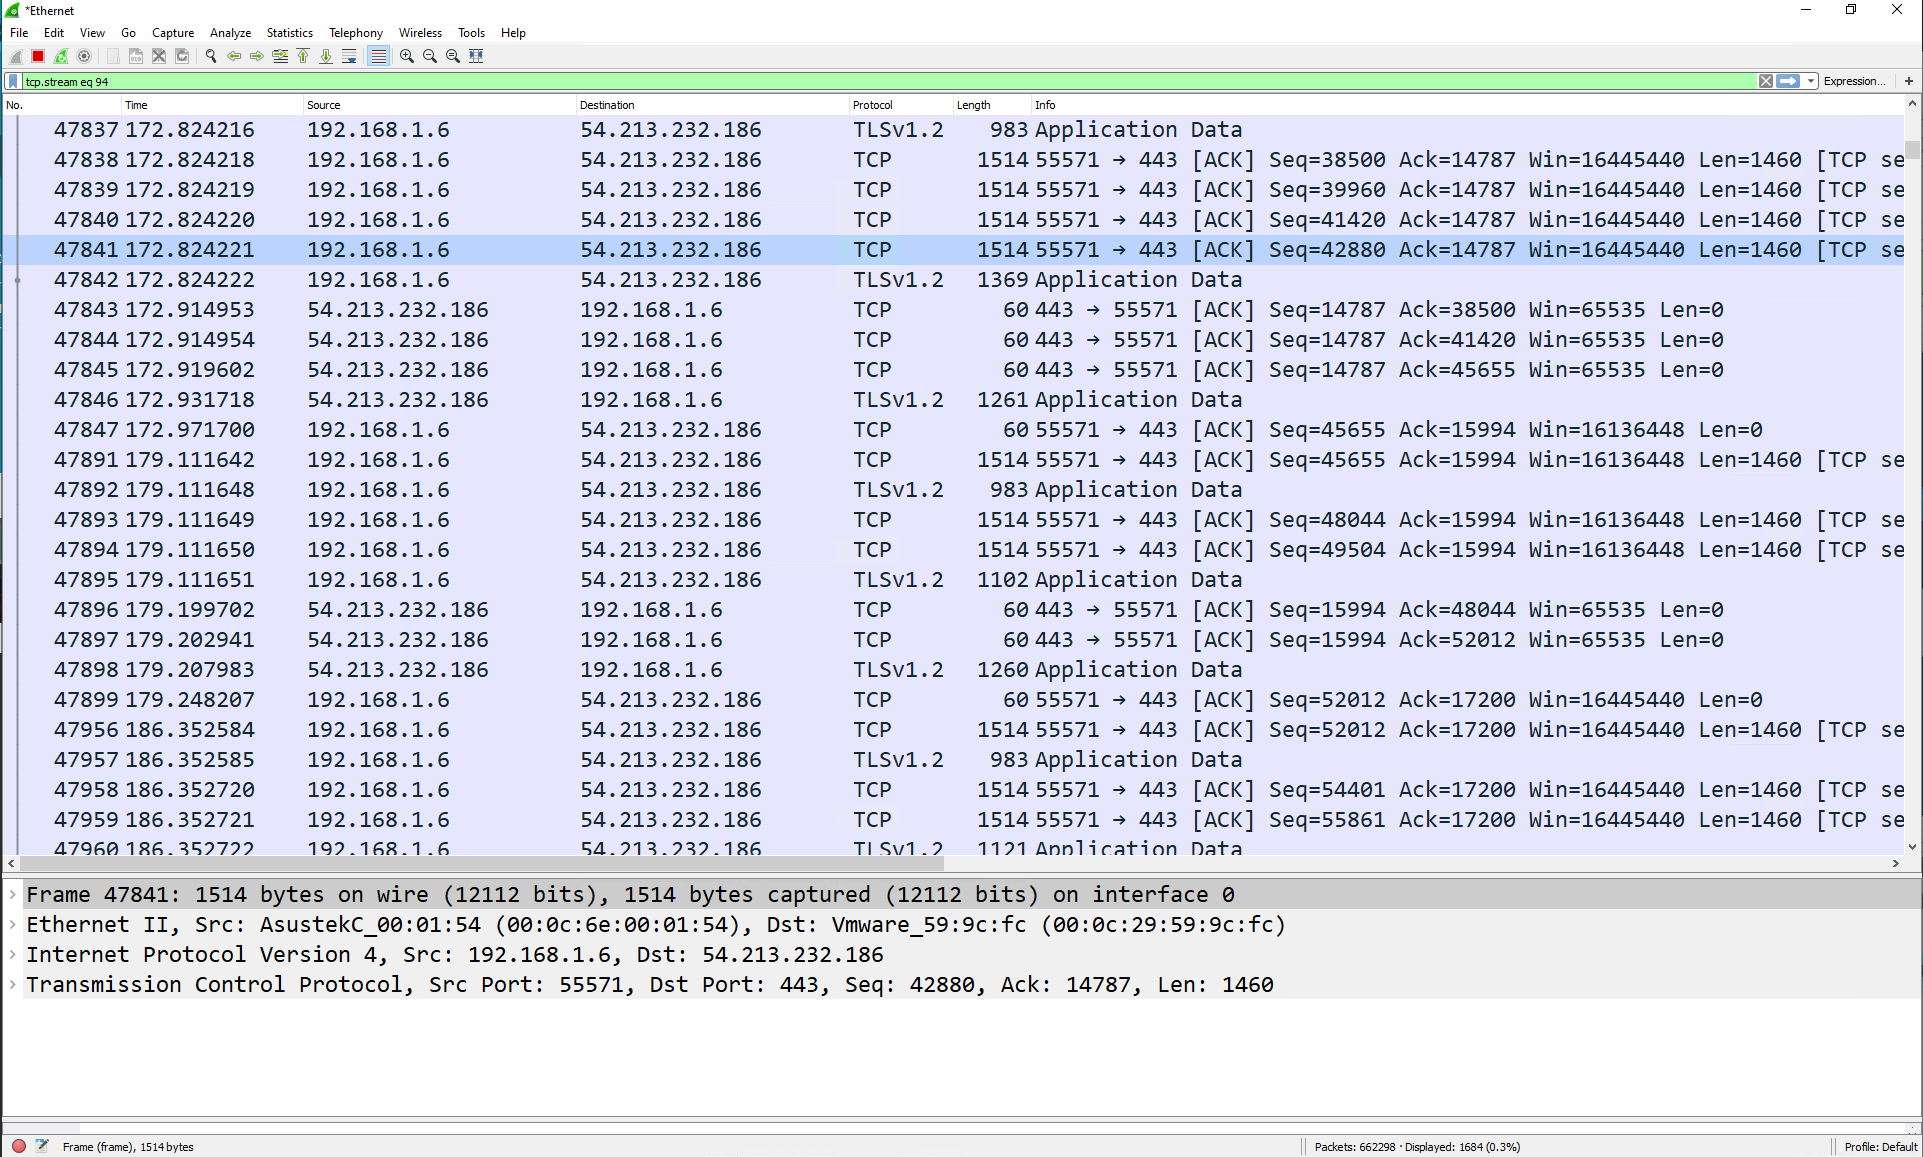 *Ethernet
File Edit View Go Capture Analyze Statistics Telephony Wireless Tools Help
tcp.stream eq 94 Expression... +
No. Time Source Destination Protocol Length Info
47837 172.824216 192.168.1.6 54.213.232.186 TLSv1.2 983 Application Data
47838 172.824218 192.168.1.6 54.213.232.186 TCP 1514 55571 → 443 [ACK] Seq=38500 Ack=14787 Win=16445440 Len=1460 [TCP se
47839 172.824219 192.168.1.6 54.213.232.186 TCP 1514 55571 → 443 [ACK] Seq=39960 Ack=14787 Win=16445440 Len=1460 [TCP se
47840 172.824220 192.168.1.6 54.213.232.186 TCP 1514 55571 → 443 [ACK] Seq=41420 Ack=14787 Win=16445440 Len=1460 [TCP se
47841 172.824221 192.168.1.6 54.213.232.186 TCP 1514 55571 → 443 [ACK] Seq=42880 Ack=14787 Win=16445440 Len=1460 [TCP se
47842 172.824222 192.168.1.6 54.213.232.186 TLSv1.2 1369 Application Data
47843 172.914953 54.213.232.186 192.168.1.6 TCP 60 443 → 55571 [ACK] Seq=14787 Ack=38500 Win=65535 Len=0
47844 172.914954 54.213.232.186 192.168.1.6 TCP 60 443 → 55571 [ACK] Seq=14787 Ack=41420 Win=65535 Len=0
47845 172.919602 54.213.232.186 192.168.1.6 TCP 60 443 → 55571 [ACK] Seq=14787 Ack=45655 Win=65535 Len=0
47846 172.931718 54.213.232.186 192.168.1.6 TLSv1.2 1261 Application Data
47847 172.971700 192.168.1.6 54.213.232.186 TCP 60 55571 → 443 [ACK] Seq=45655 Ack=15994 Win=16136448 Len=0
47891 179.111642 192.168.1.6 54.213.232.186 TCP 1514 55571 → 443 [ACK] Seq=45655 Ack=15994 Win=16136448 Len=1460 [TCP se
47892 179.111648 192.168.1.6 54.213.232.186 TLSv1.2 983 Application Data
47893 179.111649 192.168.1.6 54.213.232.186 TCP 1514 55571 → 443 [ACK] Seq=48044 Ack=15994 Win=16136448 Len=1460 [TCP se
47894 179.111650 192.168.1.6 54.213.232.186 TCP 1514 55571 → 443 [ACK] Seq=49504 Ack=15994 Win=16136448 Len=1460 [TCP se
47895 179.111651 192.168.1.6 54.213.232.186 TLSv1.2 1102 Application Data
47896 179.199702 54.213.232.186 192.168.1.6 TCP 60 443 → 55571 [ACK] Seq=15994 Ack=48044 Win=65535 Len=0
47897 179.202941 54.213.232.186 192.168.1.6 TCP 60 443 → 55571 [ACK] Seq=15994 Ack=52012 Win=65535 Len=0
47898 179.207983 54.213.232.186 192.168.1.6 TLSv1.2 1260 Application Data
47899 179.248207 192.168.1.6 54.213.232.186 TCP 60 55571 → 443 [ACK] Seq=52012 Ack=17200 Win=16445440 Len=0
47956 186.352584 192.168.1.6 54.213.232.186 TCP 1514 55571 → 443 [ACK] Seq=52012 Ack=17200 Win=16445440 Len=1460 [TCP se
47957 186.352585 192.168.1.6 54.213.232.186 TLSv1.2 983 Application Data
47958 186.352720 192.168.1.6 54.213.232.186 TCP 1514 55571 → 443 [ACK] Seq=54401 Ack=17200 Win=16445440 Len=1460 [TCP se
47959 186.352721 192.168.1.6 54.213.232.186 TCP 1514 55571 → 443 [ACK] Seq=55861 Ack=17200 Win=16445440 Len=1460 [TCP se
47960 186.352722 192.168.1.6 54.213.232.186 TLSv1.2 1121 Application Data
Frame 47841: 1514 bytes on wire (12112 bits), 1514 bytes captured (12112 bits) on interface 0
Ethernet II, Src: AsustekC_00:01:54 (00:0c:6e:00:01:54), Dst: Vmware_59:9c:fc (00:0c:29:59:9c:fc)
Internet Protocol Version 4, Src: 192.168.1.6, Dst: 54.213.232.186
Transmission Control Protocol, Src Port: 55571, Dst Port: 443, Seq: 42880, Ack: 14787, Len: 1460
Frame (frame), 1514 bytes Packets: 662298 · Displayed: 1684 (0.3%) Profile: Default